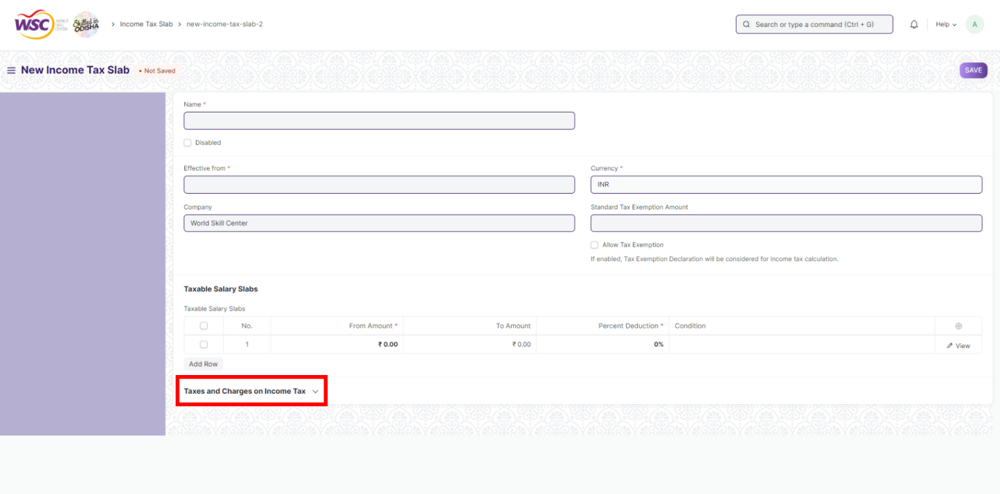 WSC WORLD SKILL CENTER Skilled in ODISHA > Income Tax Slab > new-income-tax-slab-2 Search or type a command (Ctrl + G) Help A
New Income Tax Slab • Not Saved SAVE
Name *
Disabled
Effective from * Currency *
INR
Company Standard Tax Exemption Amount
World Skill Center
Allow Tax Exemption
If enabled, Tax Exemption Declaration will be considered for income tax calculation.
Taxable Salary Slabs
Taxable Salary Slabs
No. From Amount * To Amount Percent Deduction * Condition
1 ₹ 0.00 ₹ 0.00 0% View
Add Row
Taxes and Charges on Income Tax